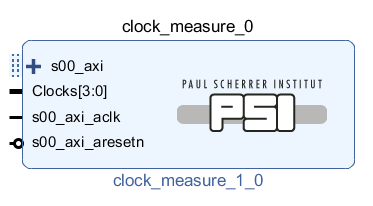 clock_measure_0
s00_axi
Clocks[3:0]
s00_axi_aclk
s00_axi_aresetn
PAUL SCHERRER INSTITUT
PSI
clock_measure_1_0